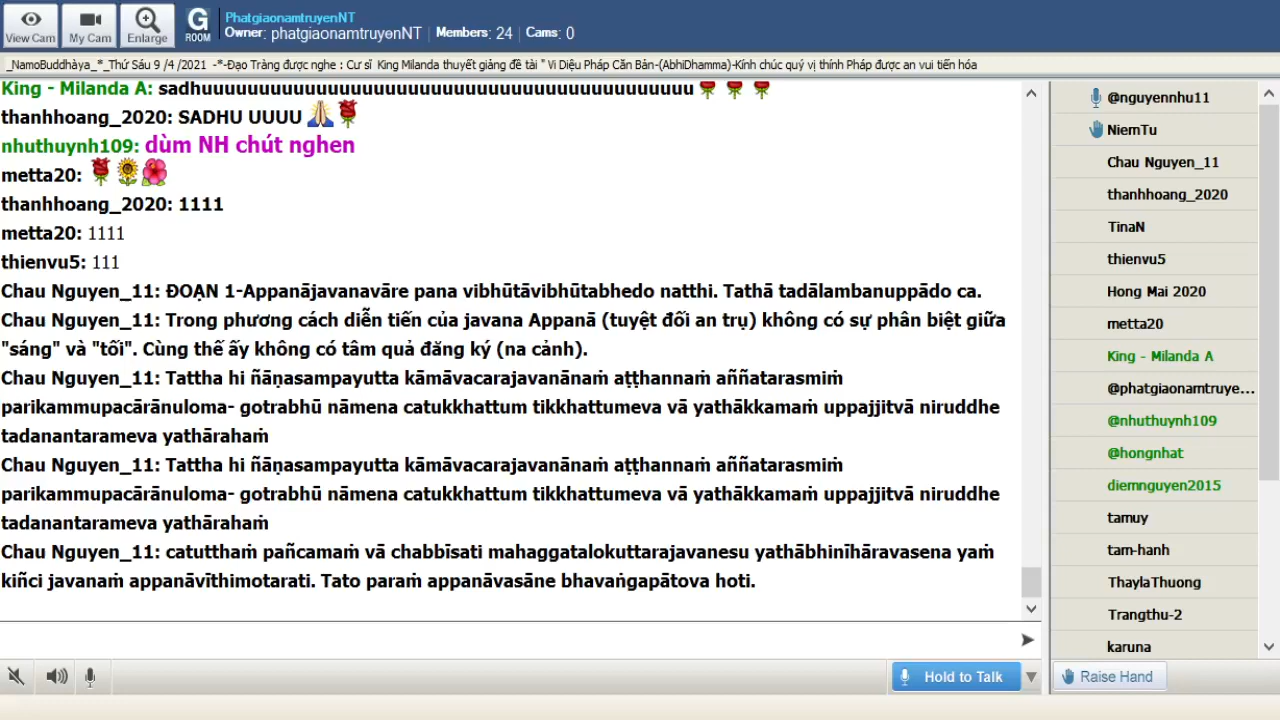 View Cam
My Cam
Enlarge
G
ROOM
PhatgiaonamtruyenNT
Owner: phatgiaonamtruyenNT | Members: 24 | Cams: 0
_NamoBuddhàya_*_Thứ Sáu 9 /4 /2021 -*-Đạo Tràng được nghe : Cư sĩ King Milanda thuyết giảng đề tài " Vi Diệu Pháp Căn Bản-(AbhiDhamma)-Kính chúc quý vị thính Pháp được an vui tiến hóa
King - Milanda A: sadhuuuuuuuuuuuuuuuuuuuuuuuuuuuuuuuuuuuuuuuuuuu
thanhhoang_2020: SADHU UUUU
nhuthuynh109: dùm NH chút nghen
metta20:
thanhhoang_2020: 1111
metta20: 1111
thienvu5: 111
Chau Nguyen_11: ĐOẠN 1-Appanājavanavāre pana vibhūtāvibhūtabhedo natthi. Tathā tadālambanuppādo ca.
Chau Nguyen_11: Trong phương cách diễn tiến của javana Appanā (tuyệt đối an trụ) không có sự phân biệt giữa
"sáng" và "tối". Cùng thế ấy không có tâm quả đăng ký (na cảnh).
Chau Nguyen_11: Tattha hi ñāṇasampayutta kāmāvacarajavanānaṁ aṭṭhannaṁ aññatarasmiṁ
parikammupacārānuloma- gotrabhū nāmena catukkhattum tikkhattumeva vā yathākkamaṁ uppajjitvā niruddhe
tadanantarameva yathārahaṁ
Chau Nguyen_11: Tattha hi ñāṇasampayutta kāmāvacarajavanānaṁ aṭṭhannaṁ aññatarasmiṁ
parikammupacārānuloma- gotrabhū nāmena catukkhattum tikkhattumeva vā yathākkamaṁ uppajjitvā niruddhe
tadanantarameva yathārahaṁ
Chau Nguyen_11: catutthaṁ pañcamaṁ vā chabbīsati mahaggatalokuttarajavanesu yathābhinīhāravasena yaṁ
kiñci javanaṁ appanāvīthimotarati. Tato paraṁ appanāvasāne bhavaṅgapātova hoti.
@nguyennhu11
NiemTu
Chau Nguyen_11
thanhhoang_2020
TinaN
thienvu5
Hong Mai 2020
metta20
King - Milanda A
@phatgiaonamtruye...
@nhuthuynh109
@hongnhat
diemnguyen2015
tamuy
tam-hanh
ThaylaThuong
Trangthu-2
karuna
Hold to Talk
Raise Hand